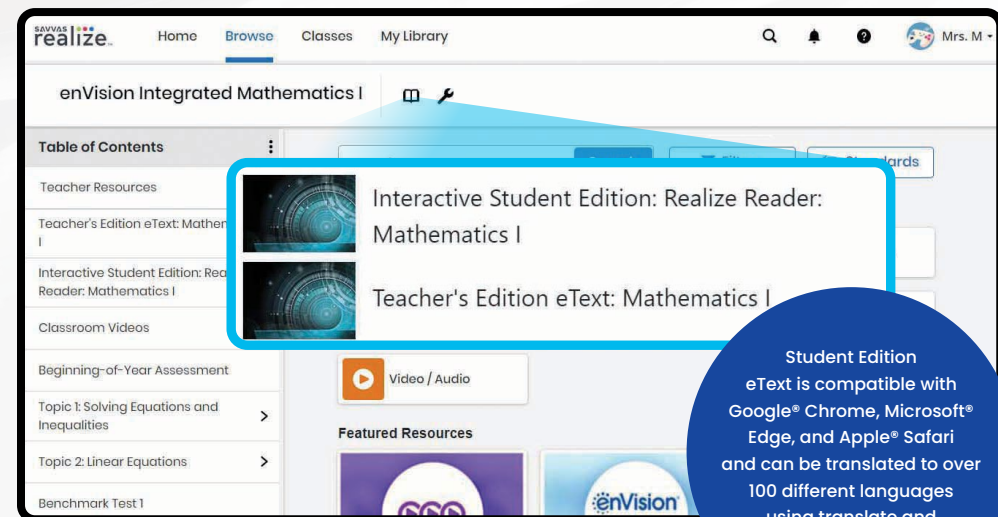 SAVVAS
realize
Home Browse Classes My Library
Mrs. M
enVision Integrated Mathematics I
Table of Contents
Teacher Resources
Teacher's Edition eText:
I
Interactive Student Edition:
Reader: Mathematics I
Classroom Videos
Beginning-of-Year Assessment
Topic 1: Solving Equations and
Inequalities
Topic 2: Linear Equations
Benchmark Test 1
Interactive Student Edition: Realize Reader:
Mathematics I
Teacher's Edition eText: Mathematics I
Video / Audio
Featured Resources
enVision
Student Edition
eText is compatible with
Google® Chrome, Microsoft®
Edge, and Apple® Safari
and can be translated to over
100 different languages
using translate and